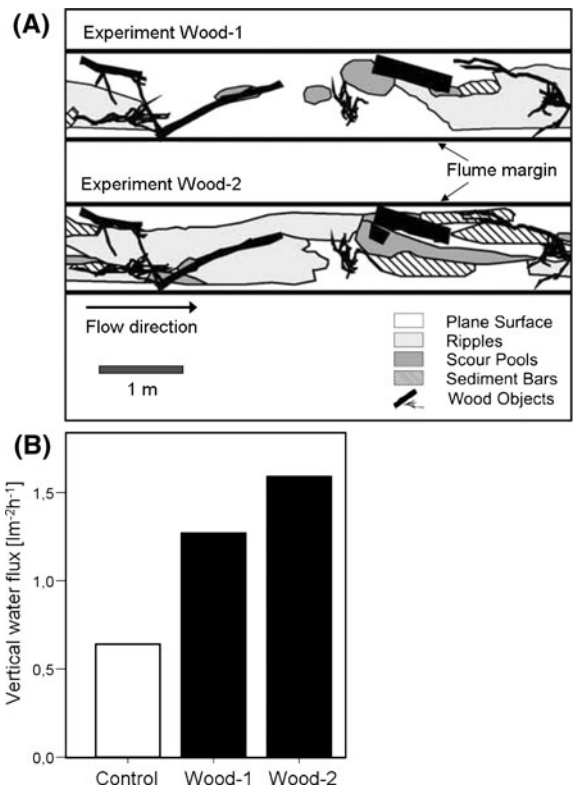 (A)
Experiment Wood-1
Flume margin
Experiment Wood-2
Flow direction
1 m
Plane Surface
Ripples
Scour Pools
Sediment Bars
Wood Objects
(B)
Vertical water flux [lm⁻²h⁻¹]
1,5
1,0
0,5
0,0
Control Wood-1 Wood-2